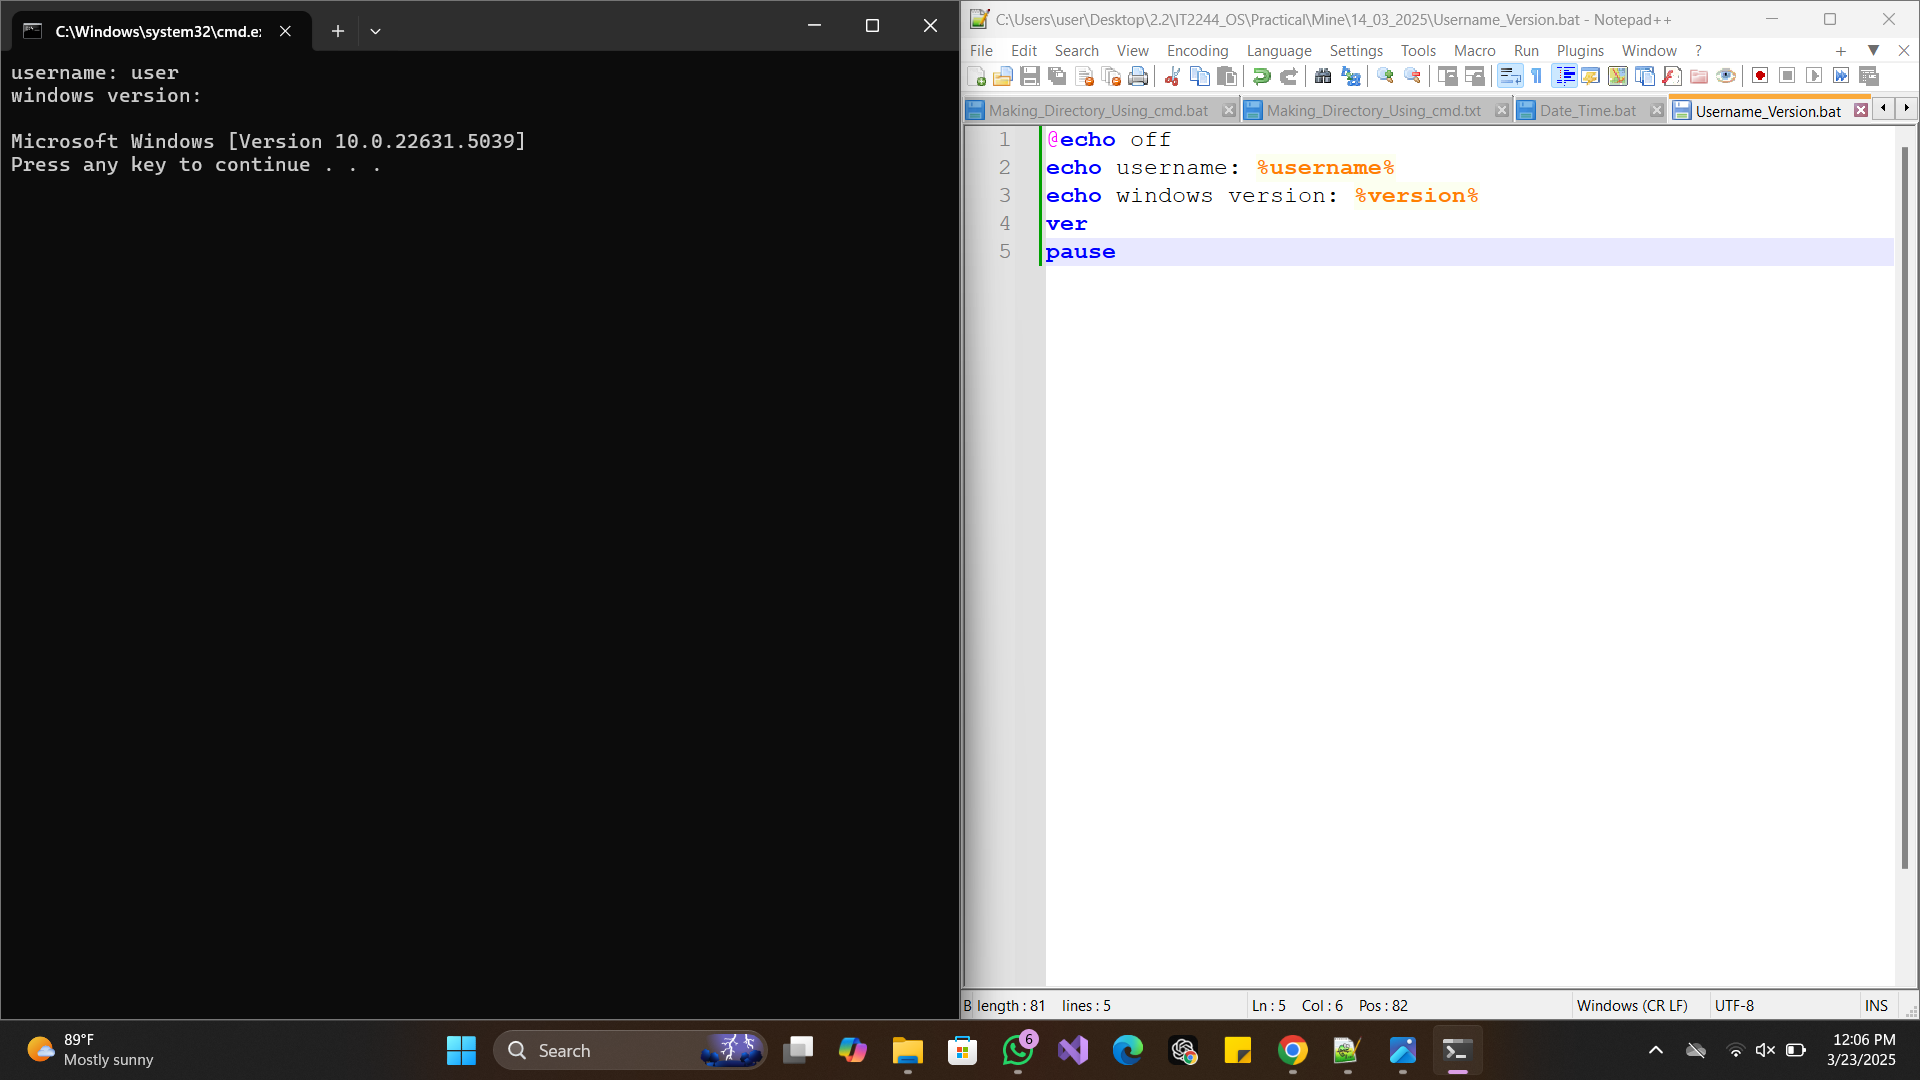 C:\Windows\system32\cmd.e:
username: user
windows version:
Microsoft Windows [Version 10.0.22631.5039]
Press any key to continue . . .
C:\Users\user\Desktop\2.2\IT2244_OS\Practical\Mine\14_03_2025\Username_Version.bat - Notepad++
File Edit Search View Encoding Language Settings Tools Macro Run Plugins Window ?
Making_Directory_Using_cmd.bat Making_Directory_Using_cmd.txt Date_Time.bat Username_Version.bat
1 @echo off
2 echo username: %username%
3 echo windows version: %version%
4 ver
5 pause
B length : 81 lines : 5 Ln : 5 Col : 6 Pos : 82 Windows (CR LF) UTF-8 INS
89°F
Mostly sunny
Search
6
12:06 PM
3/23/2025